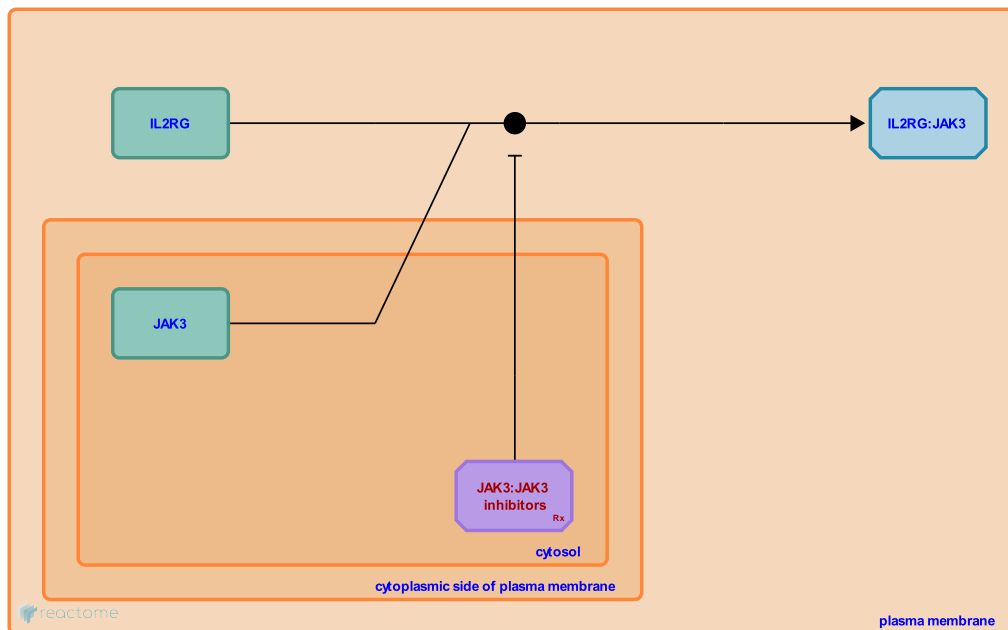 IL2RG
IL2RG:JAK3
JAK3
JAK3:JAK3
inhibitors
Rx
cytosol
cytoplasmic side of plasma membrane
reactome
plasma membrane